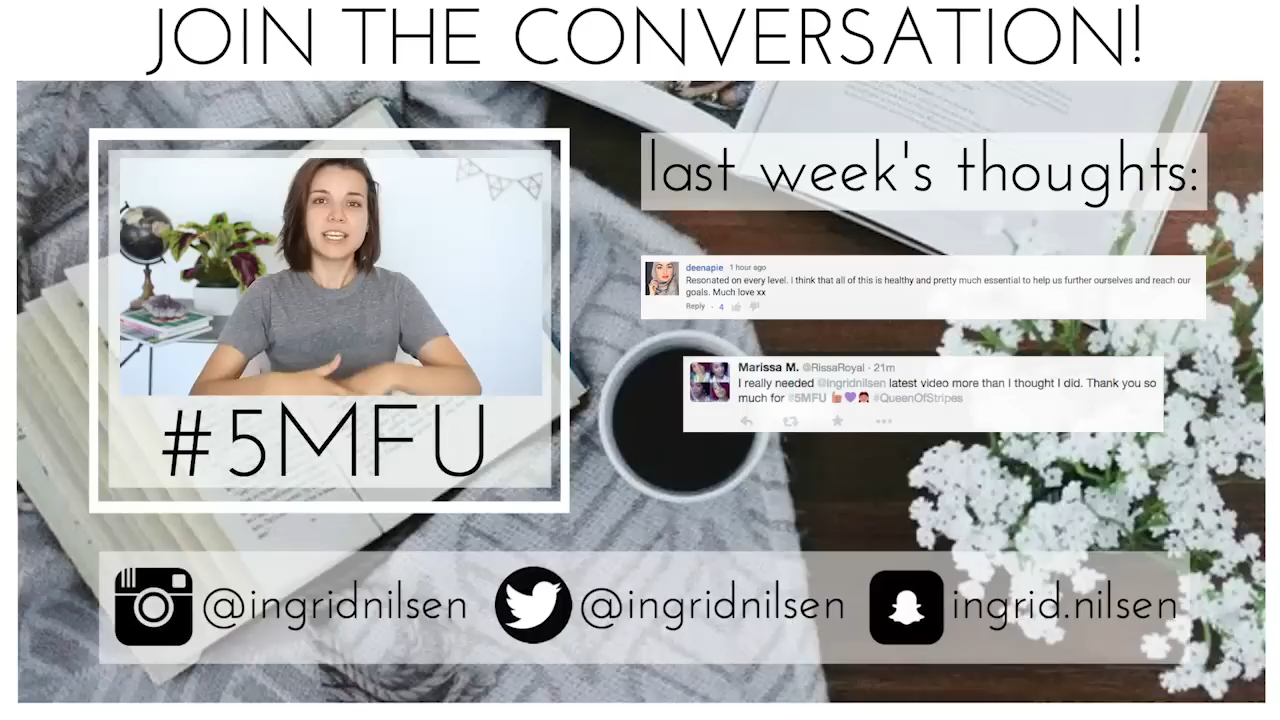 JOIN THE CONVERSATION!
last week's thoughts:
deenapie 1 hour ago
Resonated on every level. I think that all of this is healthy and pretty much essential to help us further ourselves and reach our
goals. Much love xx
Reply · 4
Marissa M. @RissaRoyal · 21m
I really needed @ingridnilsen latest video more than I thought I did. Thank you so
much for #5MFU #QueenOfStripes
#5MFU
@ingridnilsen @ingridnilsen ingrid.nilsen